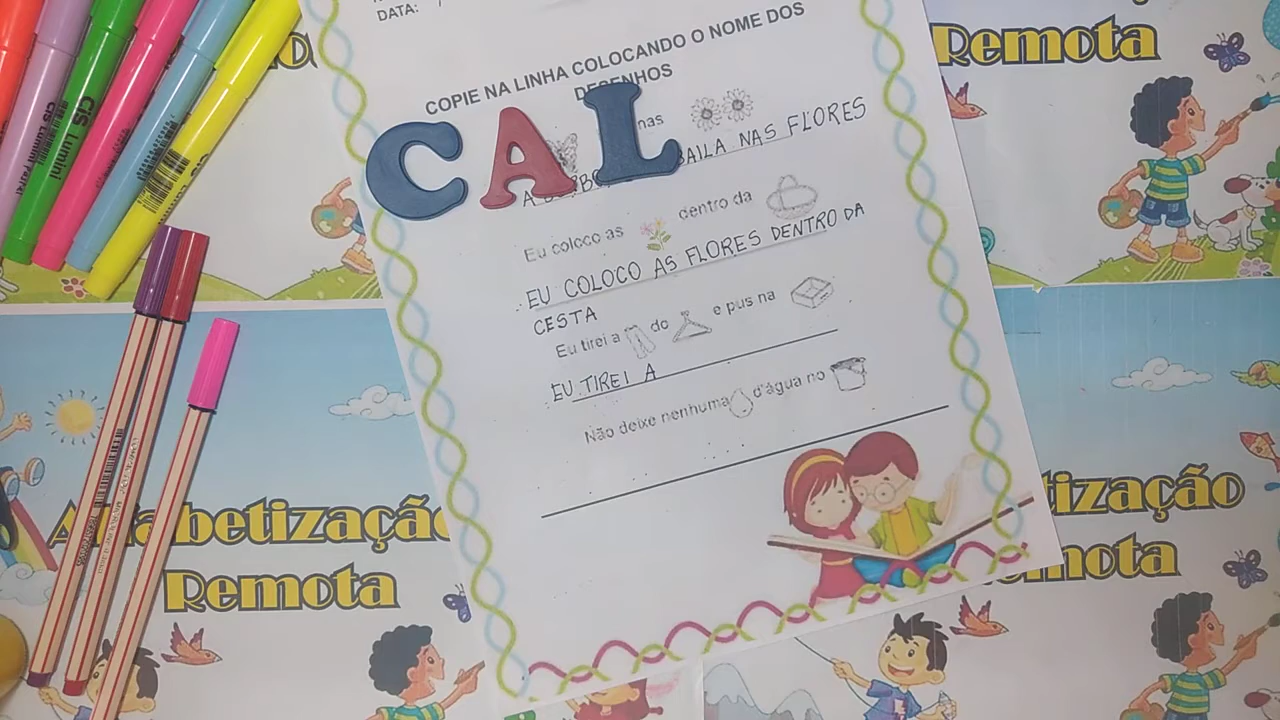 DATA:
Remota
COPIE NA LINHA COLOCANDO O NOME DOS
DESENHOS
CAL
nas
BAILA NAS FLORES
Eu coloco as dentro da
EU COLOCO AS FLORES DENTRO DA
CESTA
Eu tirei a do e pus na
EU TIREI A
Não deixe nenhuma d'água no
Alfabetização
Remota
tização
mota
CiS Lumini